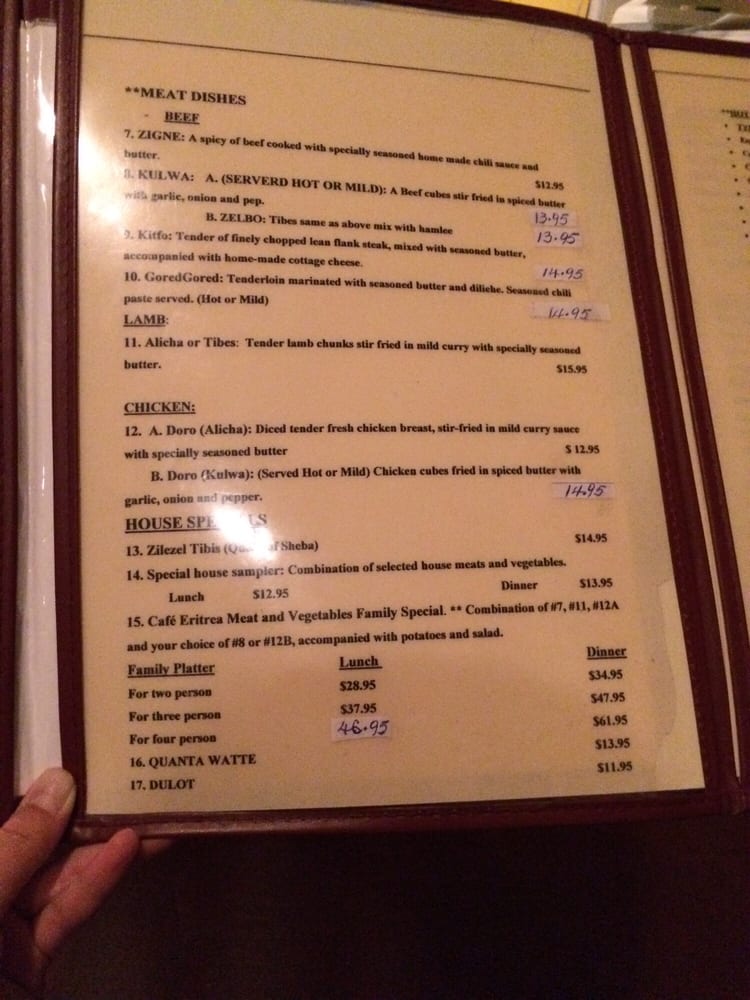 **MEAT DISHES
- BEEF
7. ZIGNE: A spicy of beef cooked with specially seasoned home made chili sauce and
butter. $12.95
8. KULWA: A. (SERVERD HOT OR MILD): A Beef cubes stir fried in spiced butter
with garlic, onion and pep. 13.95
B. ZELBO: Tibes same as above mix with hamlee 13.95
9. Kitfo: Tender of finely chopped lean flank steak, mixed with seasoned butter,
accompanied with home-made cottage cheese. 14.95
10. GoredGored: Tenderloin marinated with seasoned butter and diliehe. Seasoned chili
paste served. (Hot or Mild) 14.95
LAMB:
11. Alicha or Tibes: Tender lamb chunks stir fried in mild curry with specially seasoned
butter. $15.95
CHICKEN:
12. A. Doro (Alicha): Diced tender fresh chicken breast, stir-fried in mild curry sauce
with specially seasoned butter $ 12.95
B. Doro (Kulwa): (Served Hot or Mild) Chicken cubes fried in spiced butter with
garlic, onion and pepper. 14.95
HOUSE SPECIALS
13. Zilezel Tibis (Queen of Sheba) $14.95
14. Special house sampler: Combination of selected house meats and vegetables.
Lunch $12.95 Dinner $13.95
15. Café Eritrea Meat and Vegetables Family Special. ** Combination of #7, #11, #12A
and your choice of #8 or #12B, accompanied with potatoes and salad.
Family Platter Lunch Dinner
For two person $28.95 $34.95
For three person $37.95 $47.95
For four person 46.95 $61.95
16. QUANTA WATTE $13.95
17. DULOT $11.95